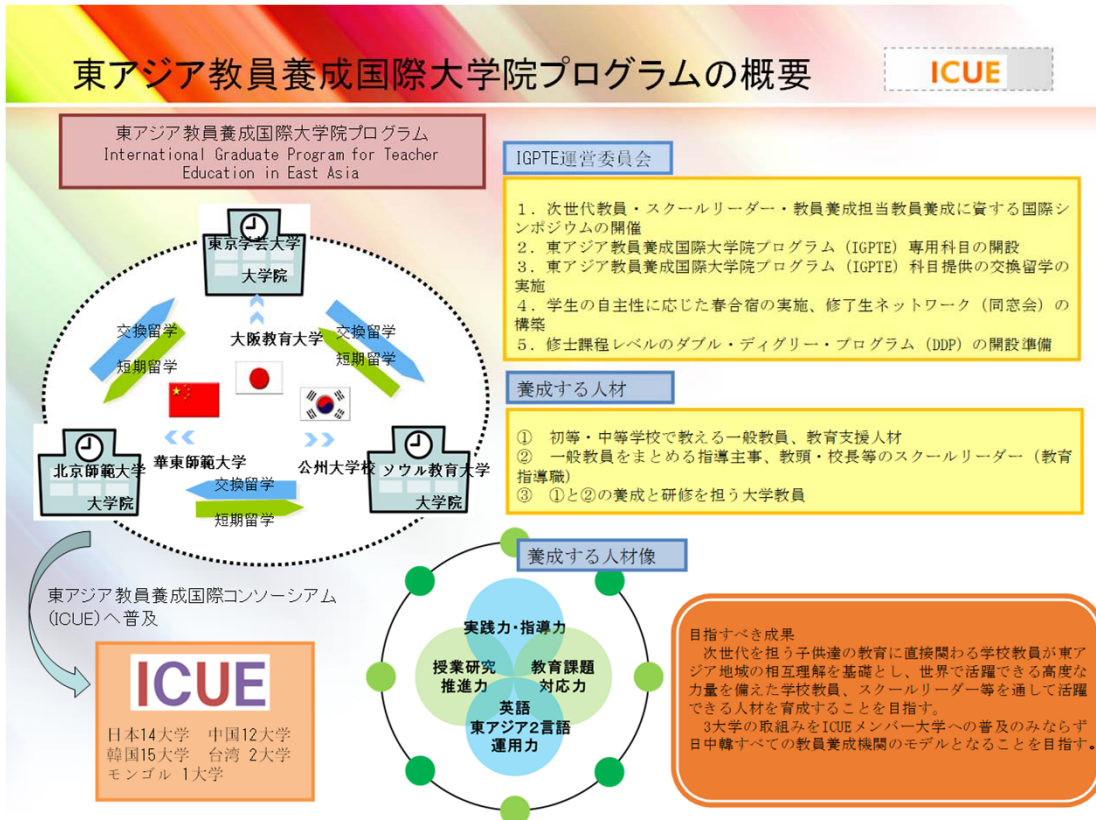 東アジア教員養成国際大学院プログラムの概要
ICUE
東アジア教員養成国際大学院プログラム
International Graduate Program for Teacher
Education in East Asia
東京学芸大学
大学院
交換留学
短期留学
大阪教育大学
交換留学
短期留学
北京師範大学
大学院
華東師範大学
公州大学校
ソウル教育大学
大学院
交換留学
短期留学
東アジア教員養成国際コンソーシアム
(ICUE)へ普及
ICUE
日本14大学 中国12大学
韓国15大学 台湾 2大学
モンゴル 1大学
IGPTE運営委員会
1．次世代教員・スクールリーダー・教員養成担当教員養成に資する国際シ
ンポジウムの開催
2．東アジア教員養成国際大学院プログラム（IGPTE）専用科目の開設
3．東アジア教員養成国際大学院プログラム（IGPTE）科目提供の交換留学の
実施
4．学生の自主性に応じた春合宿の実施、修了生ネットワーク（同窓会）の
構築
5．修士課程レベルのダブル・ディグリー・プログラム（DDP）の開設準備
養成する人材
① 初等・中等学校で教える一般教員、教育支援人材
② 一般教員をまとめる指導主事、教頭・校長等のスクールリーダー（教育
指導職）
③ ①と②の養成と研修を担う大学教員
養成する人材像
実践力・指導力
授業研究
推進力
教育課題
対応力
英語
東アジア2言語
運用力
目指すべき成果
次世代を担う子供達の教育に直接関わる学校教員が東ア
ジア地域の相互理解を基礎とし、世界で活躍できる高度な
力量を備えた学校教員、スクールリーダー等を通して活躍
できる人材を育成することを目指す。
3大学の取組みをICUEメンバー大学への普及のみならず
日中韓すべての教員養成機関のモデルとなることを目指す。